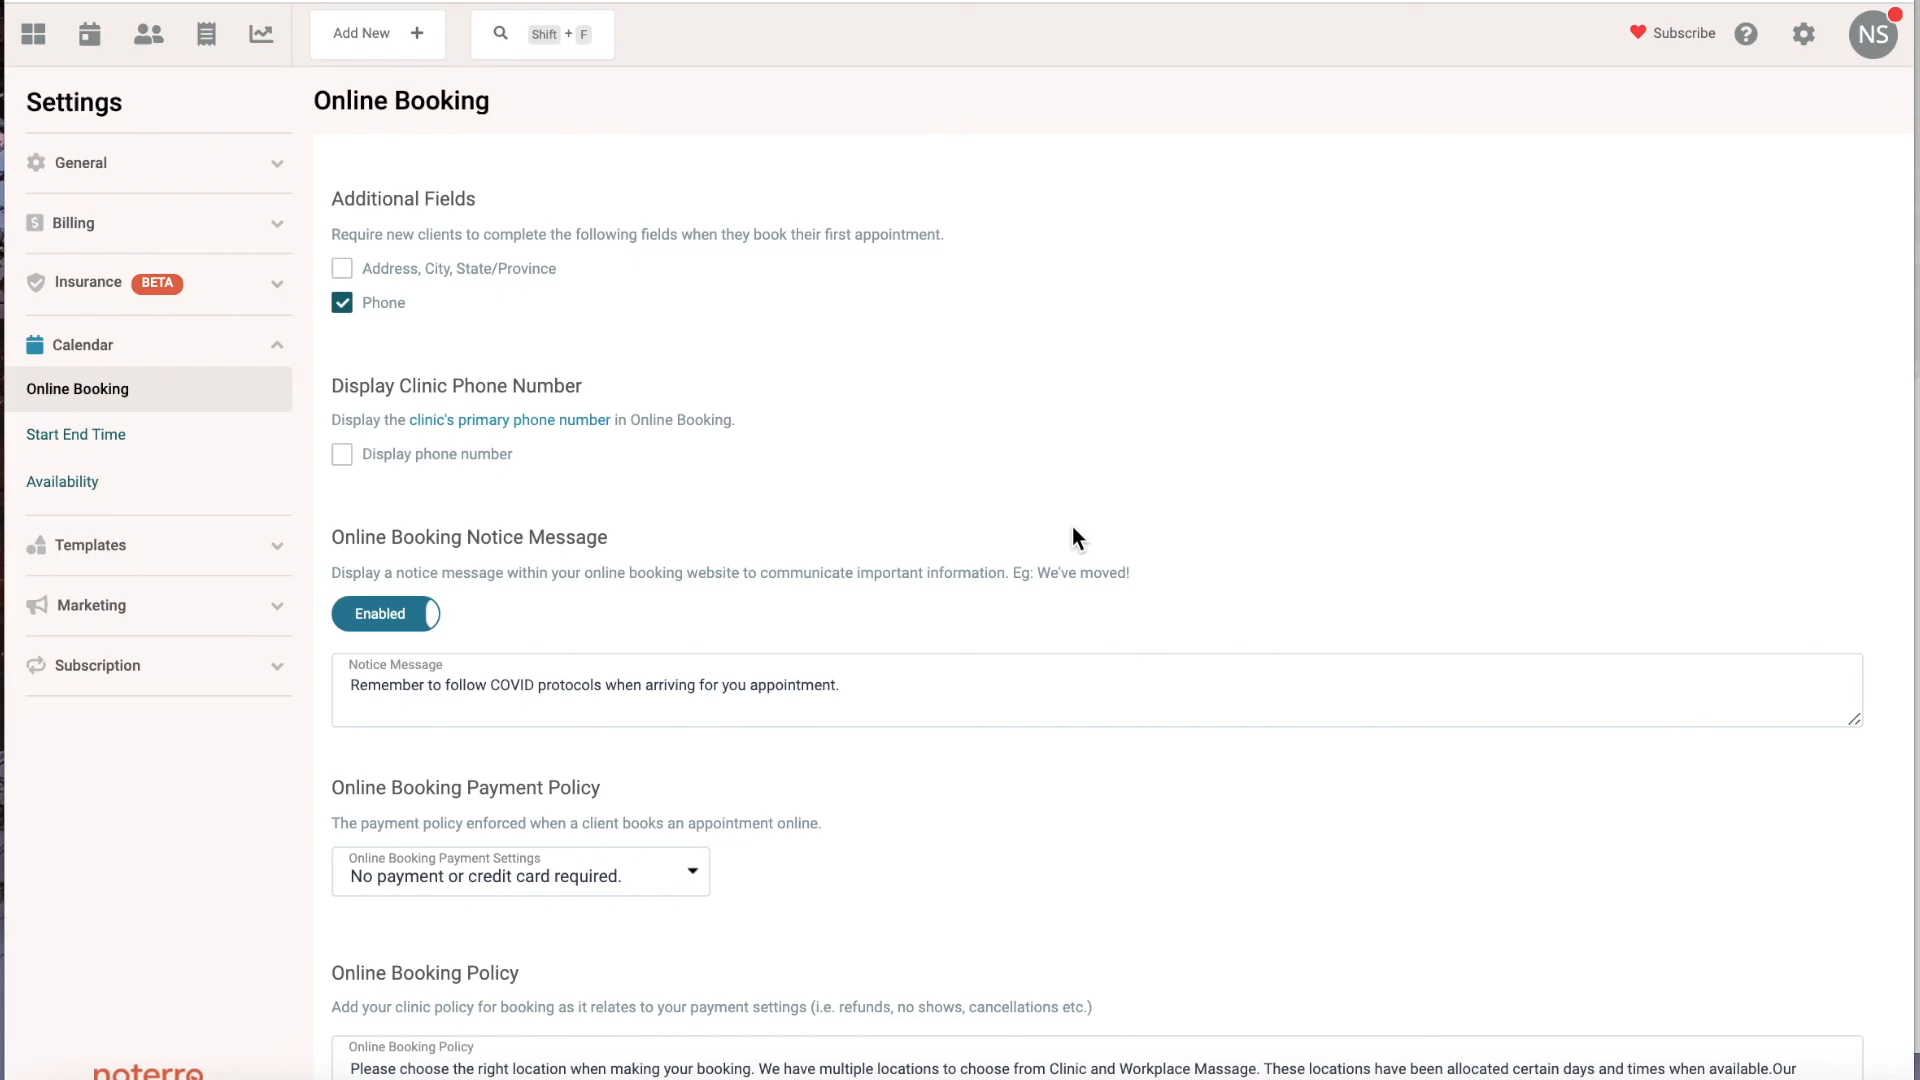 Add New +
Shift + F
Subscribe
?
NS
Settings
General
Billing
Insurance BETA
Calendar
Online Booking
Start End Time
Availability
Templates
Marketing
Subscription
noterro
Online Booking
Additional Fields
Require new clients to complete the following fields when they book their first appointment.
Address, City, State/Province
Phone
Display Clinic Phone Number
Display the clinic's primary phone number in Online Booking.
Display phone number
Online Booking Notice Message
Display a notice message within your online booking website to communicate important information. Eg: We've moved!
Enabled
Notice Message
Remember to follow COVID protocols when arriving for you appointment.
Online Booking Payment Policy
The payment policy enforced when a client books an appointment online.
Online Booking Payment Settings
No payment or credit card required.
Online Booking Policy
Add your clinic policy for booking as it relates to your payment settings (i.e. refunds, no shows, cancellations etc.)
Online Booking Policy
Please choose the right location when making your booking. We have multiple locations to choose from Clinic and Workplace Massage. These locations have been allocated certain days and times when available.Our